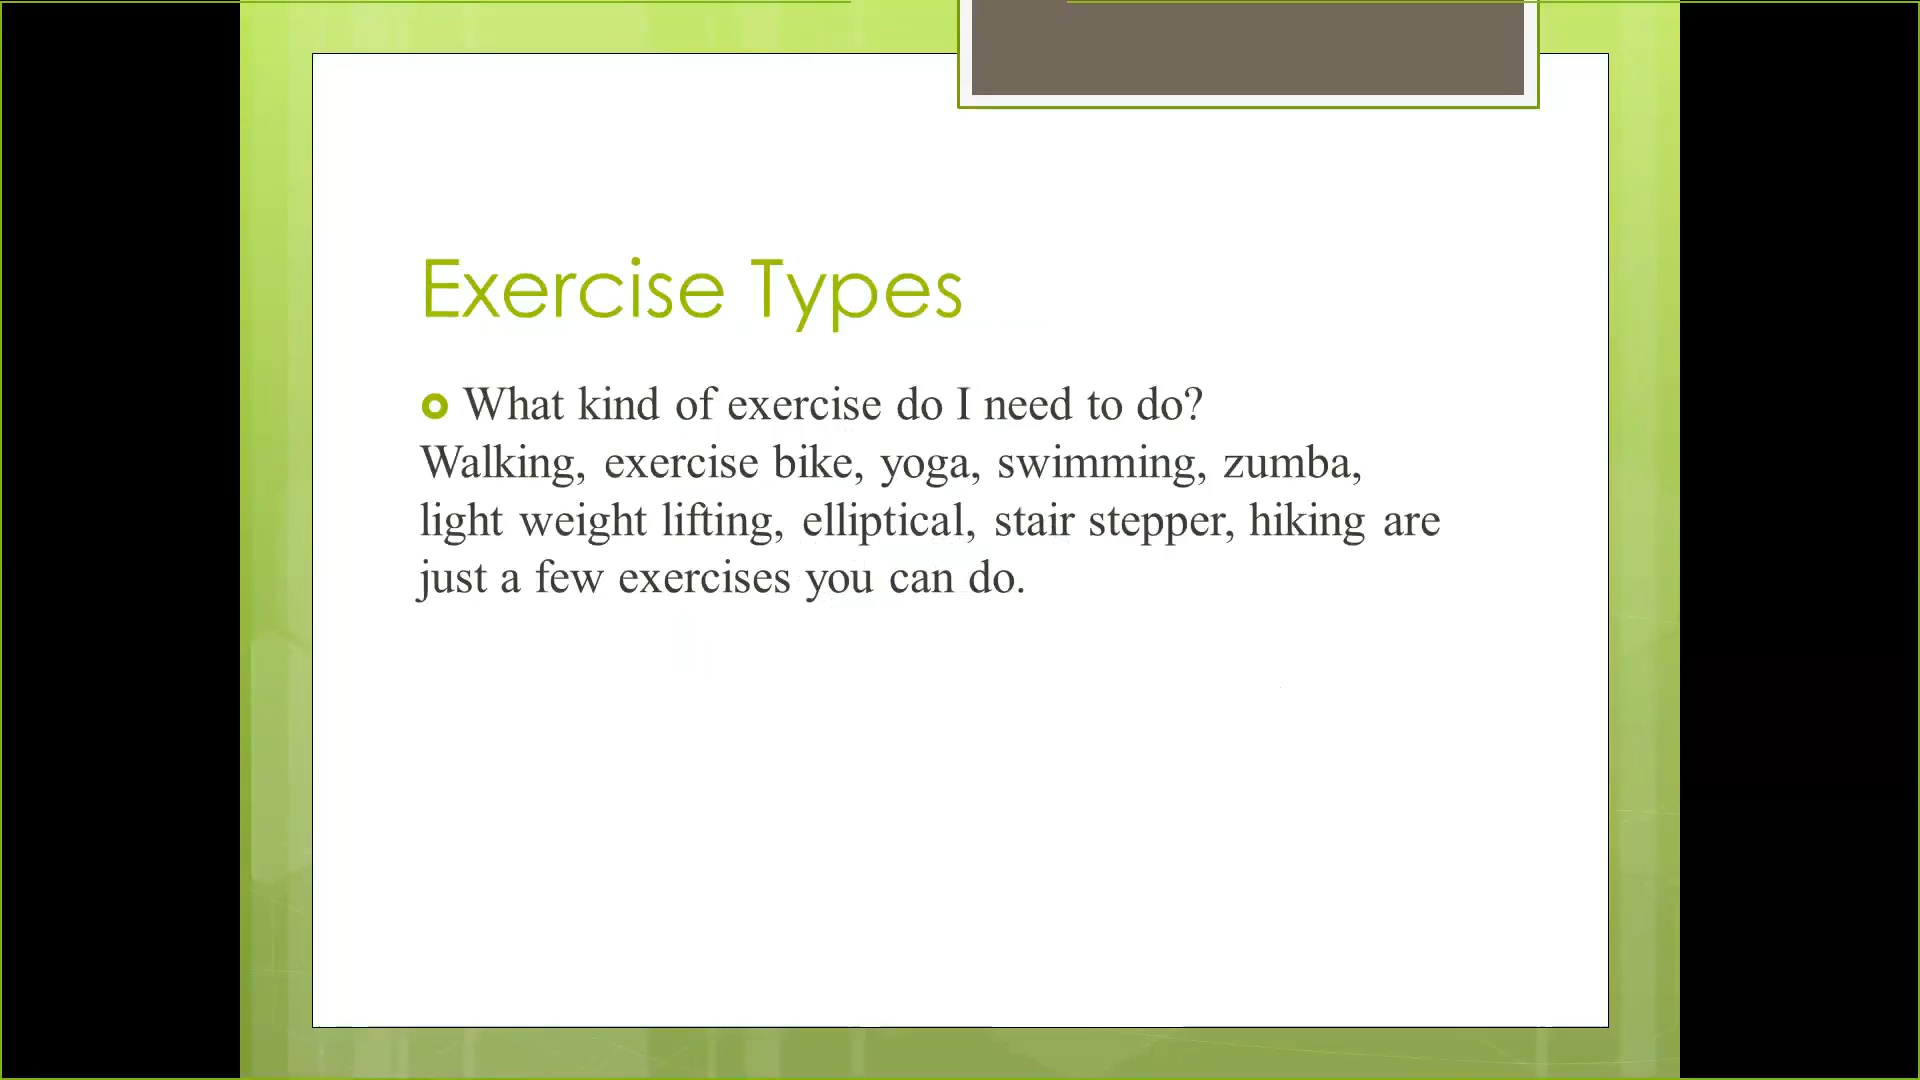 Exercise Types
What kind of exercise do I need to do?
Walking, exercise bike, yoga, swimming, zumba,
light weight lifting, elliptical, stair stepper, hiking are
just a few exercises you can do.